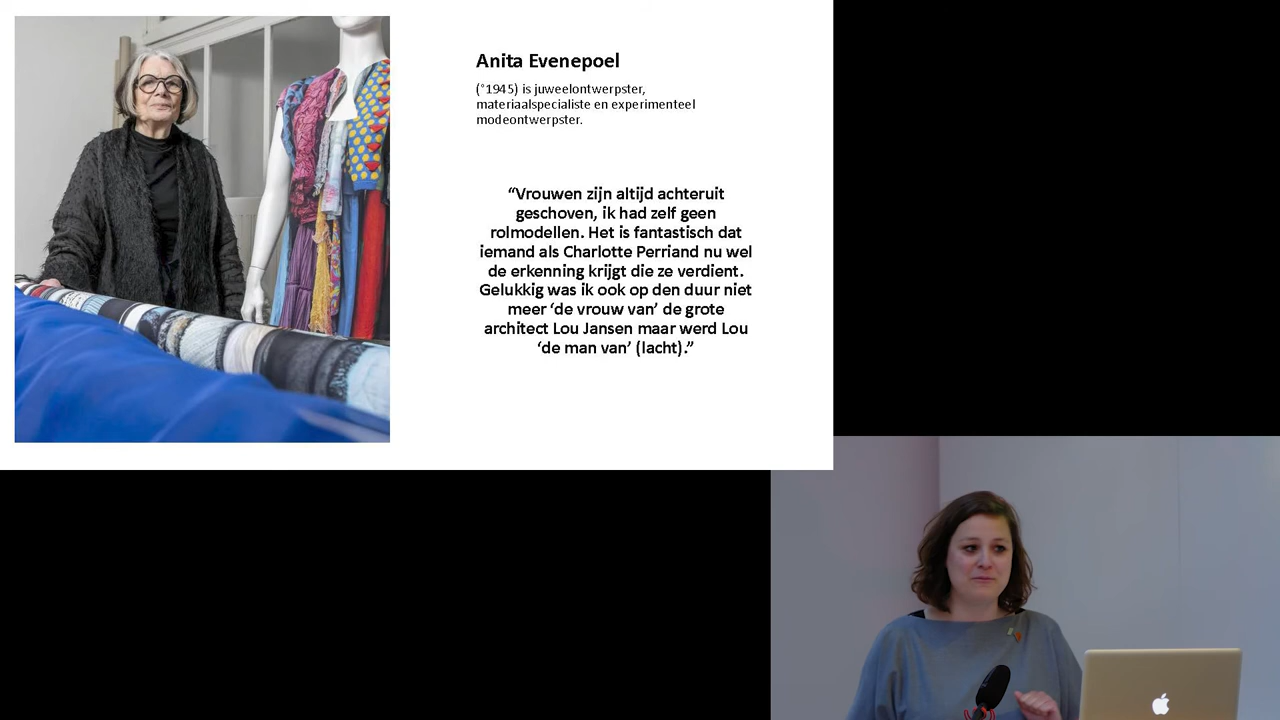 Anita Evenepoel
(°1945) is juweelontwerpster,
materiaalspecialiste en experimenteel
modeontwerpster.
“Vrouwen zijn altijd achteruit
geschoven, ik had zelf geen
rolmodellen. Het is fantastisch dat
iemand als Charlotte Perriand nu wel
de erkenning krijgt die ze verdient.
Gelukkig was ik ook op den duur niet
meer ‘de vrouw van’ de grote
architect Lou Jansen maar werd Lou
‘de man van’ (lacht).”